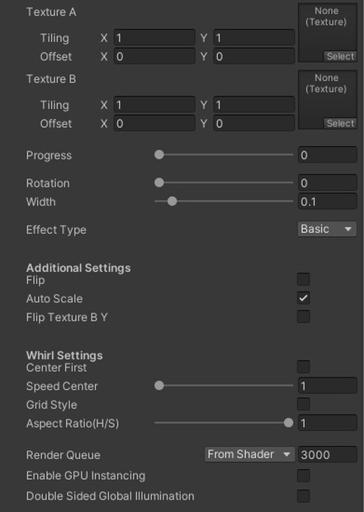 Texture A
None
(Texture)
Tiling X 1 Y 1
Offset X 0 Y 0
Select
Texture B
None
(Texture)
Tiling X 1 Y 1
Offset X 0 Y 0
Select
Progress 0
Rotation 0
Width 0.1
Effect Type Basic
Additional Settings
Flip
Auto Scale
Flip Texture B Y
Whirl Settings
Center First
Speed Center 1
Grid Style
Aspect Ratio(H/S) 1
Render Queue From Shader 3000
Enable GPU Instancing
Double Sided Global Illumination